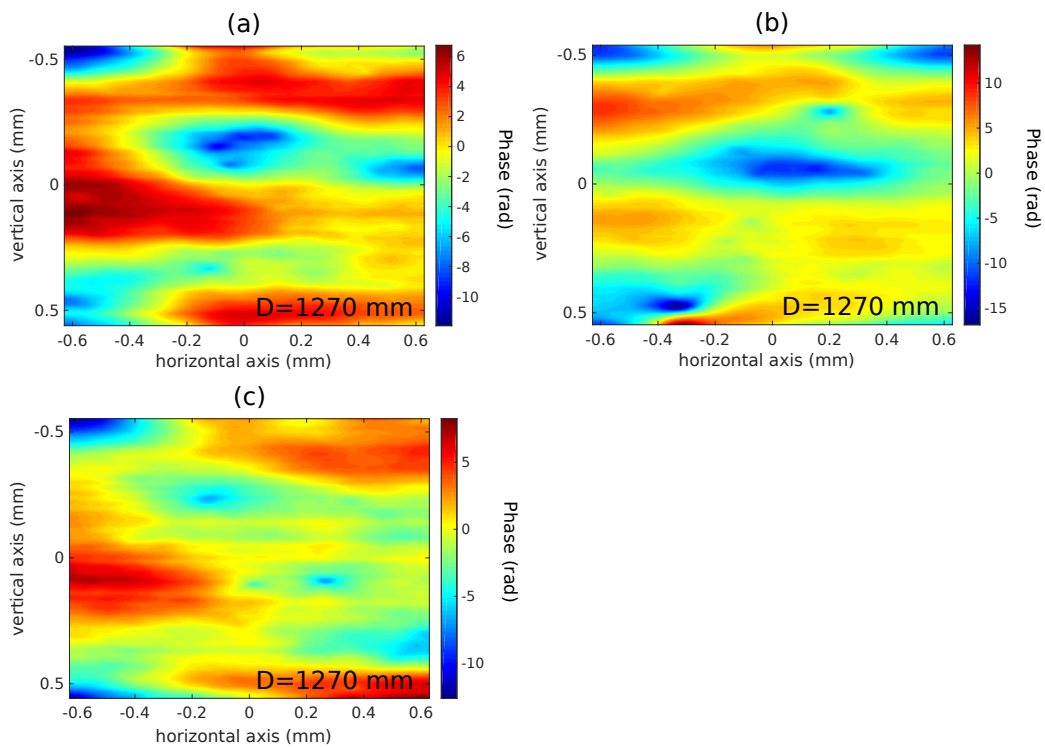 (a)
-0.5
0
0.5
vertical axis (mm)
-0.6 -0.4 -0.2 0 0.2 0.4 0.6
horizontal axis (mm)
D=1270 mm
6
4
2
0
-2
-4
-6
-8
-10
Phase (rad)
(b)
-0.5
0
0.5
vertical axis (mm)
-0.6 -0.4 -0.2 0 0.2 0.4 0.6
horizontal axis (mm)
D=1270 mm
10
5
0
-5
-10
-15
Phase (rad)
(c)
-0.5
0
0.5
vertical axis (mm)
-0.6 -0.4 -0.2 0 0.2 0.4 0.6
horizontal axis (mm)
D=1270 mm
5
0
-5
-10
Phase (rad)